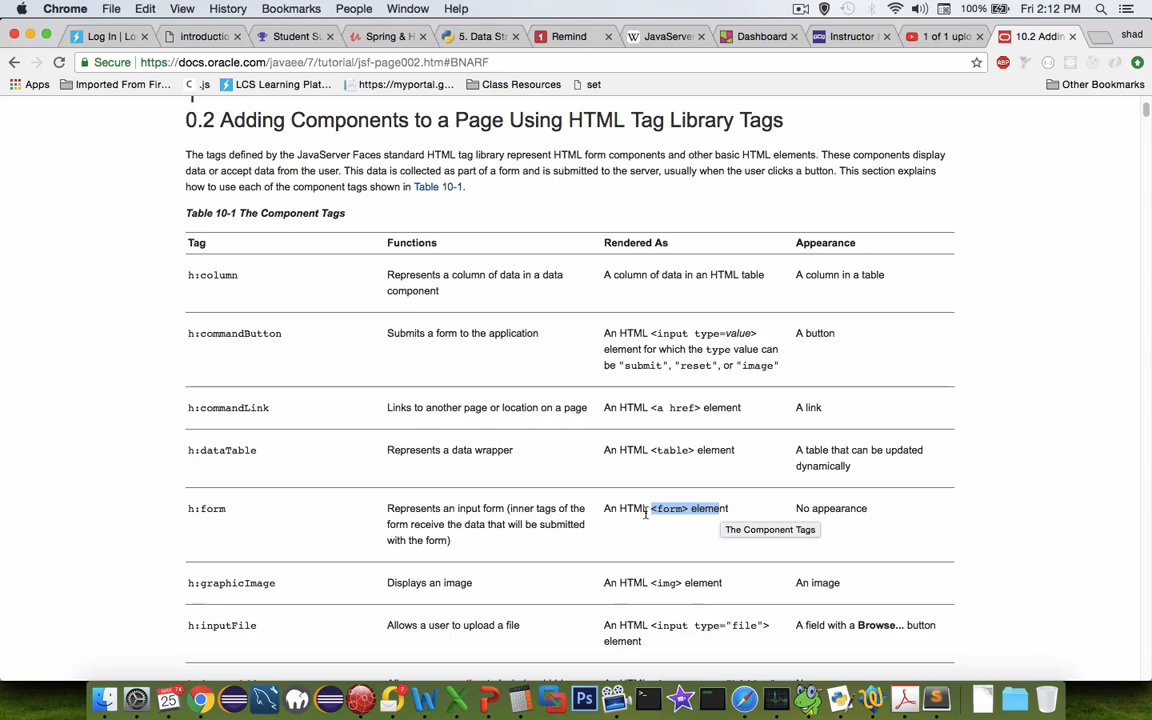 Chrome File Edit View History Bookmarks People Window Help 100% Fri 2:12 PM
Log In | Lo introduction Student Su Spring & H 5. Data Str Remind JavaServer Dashboard Instructor 1 of 1 uplo 10.2 Addin shad
Secure https://docs.oracle.com/javaee/7/tutorial/jsf-page002.htm#BNARF
Apps Imported From Fir... .js LCS Learning Plat... https://myportal.g... Class Resources set Other Bookmarks
0.2 Adding Components to a Page Using HTML Tag Library Tags
The tags defined by the JavaServer Faces standard HTML tag library represent HTML form components and other basic HTML elements. These components display
data or accept data from the user. This data is collected as part of a form and is submitted to the server, usually when the user clicks a button. This section explains
how to use each of the component tags shown in Table 10-1.
Table 10-1 The Component Tags
Tag Functions Rendered As Appearance
h:column Represents a column of data in a data A column of data in an HTML table A column in a table
component
h:commandButton Submits a form to the application An HTML <input type=value> A button
element for which the type value can
be "submit", "reset", or "image"
h:commandLink Links to another page or location on a page An HTML <a href> element A link
h:dataTable Represents a data wrapper An HTML <table> element A table that can be updated
dynamically
h:form Represents an input form (inner tags of the An HTML <form> element No appearance
form receive the data that will be submitted
The Component Tags
with the form)
h:graphicImage Displays an image An HTML <img> element An image
h:inputFile Allows a user to upload a file An HTML <input type="file"> A field with a Browse... button
element